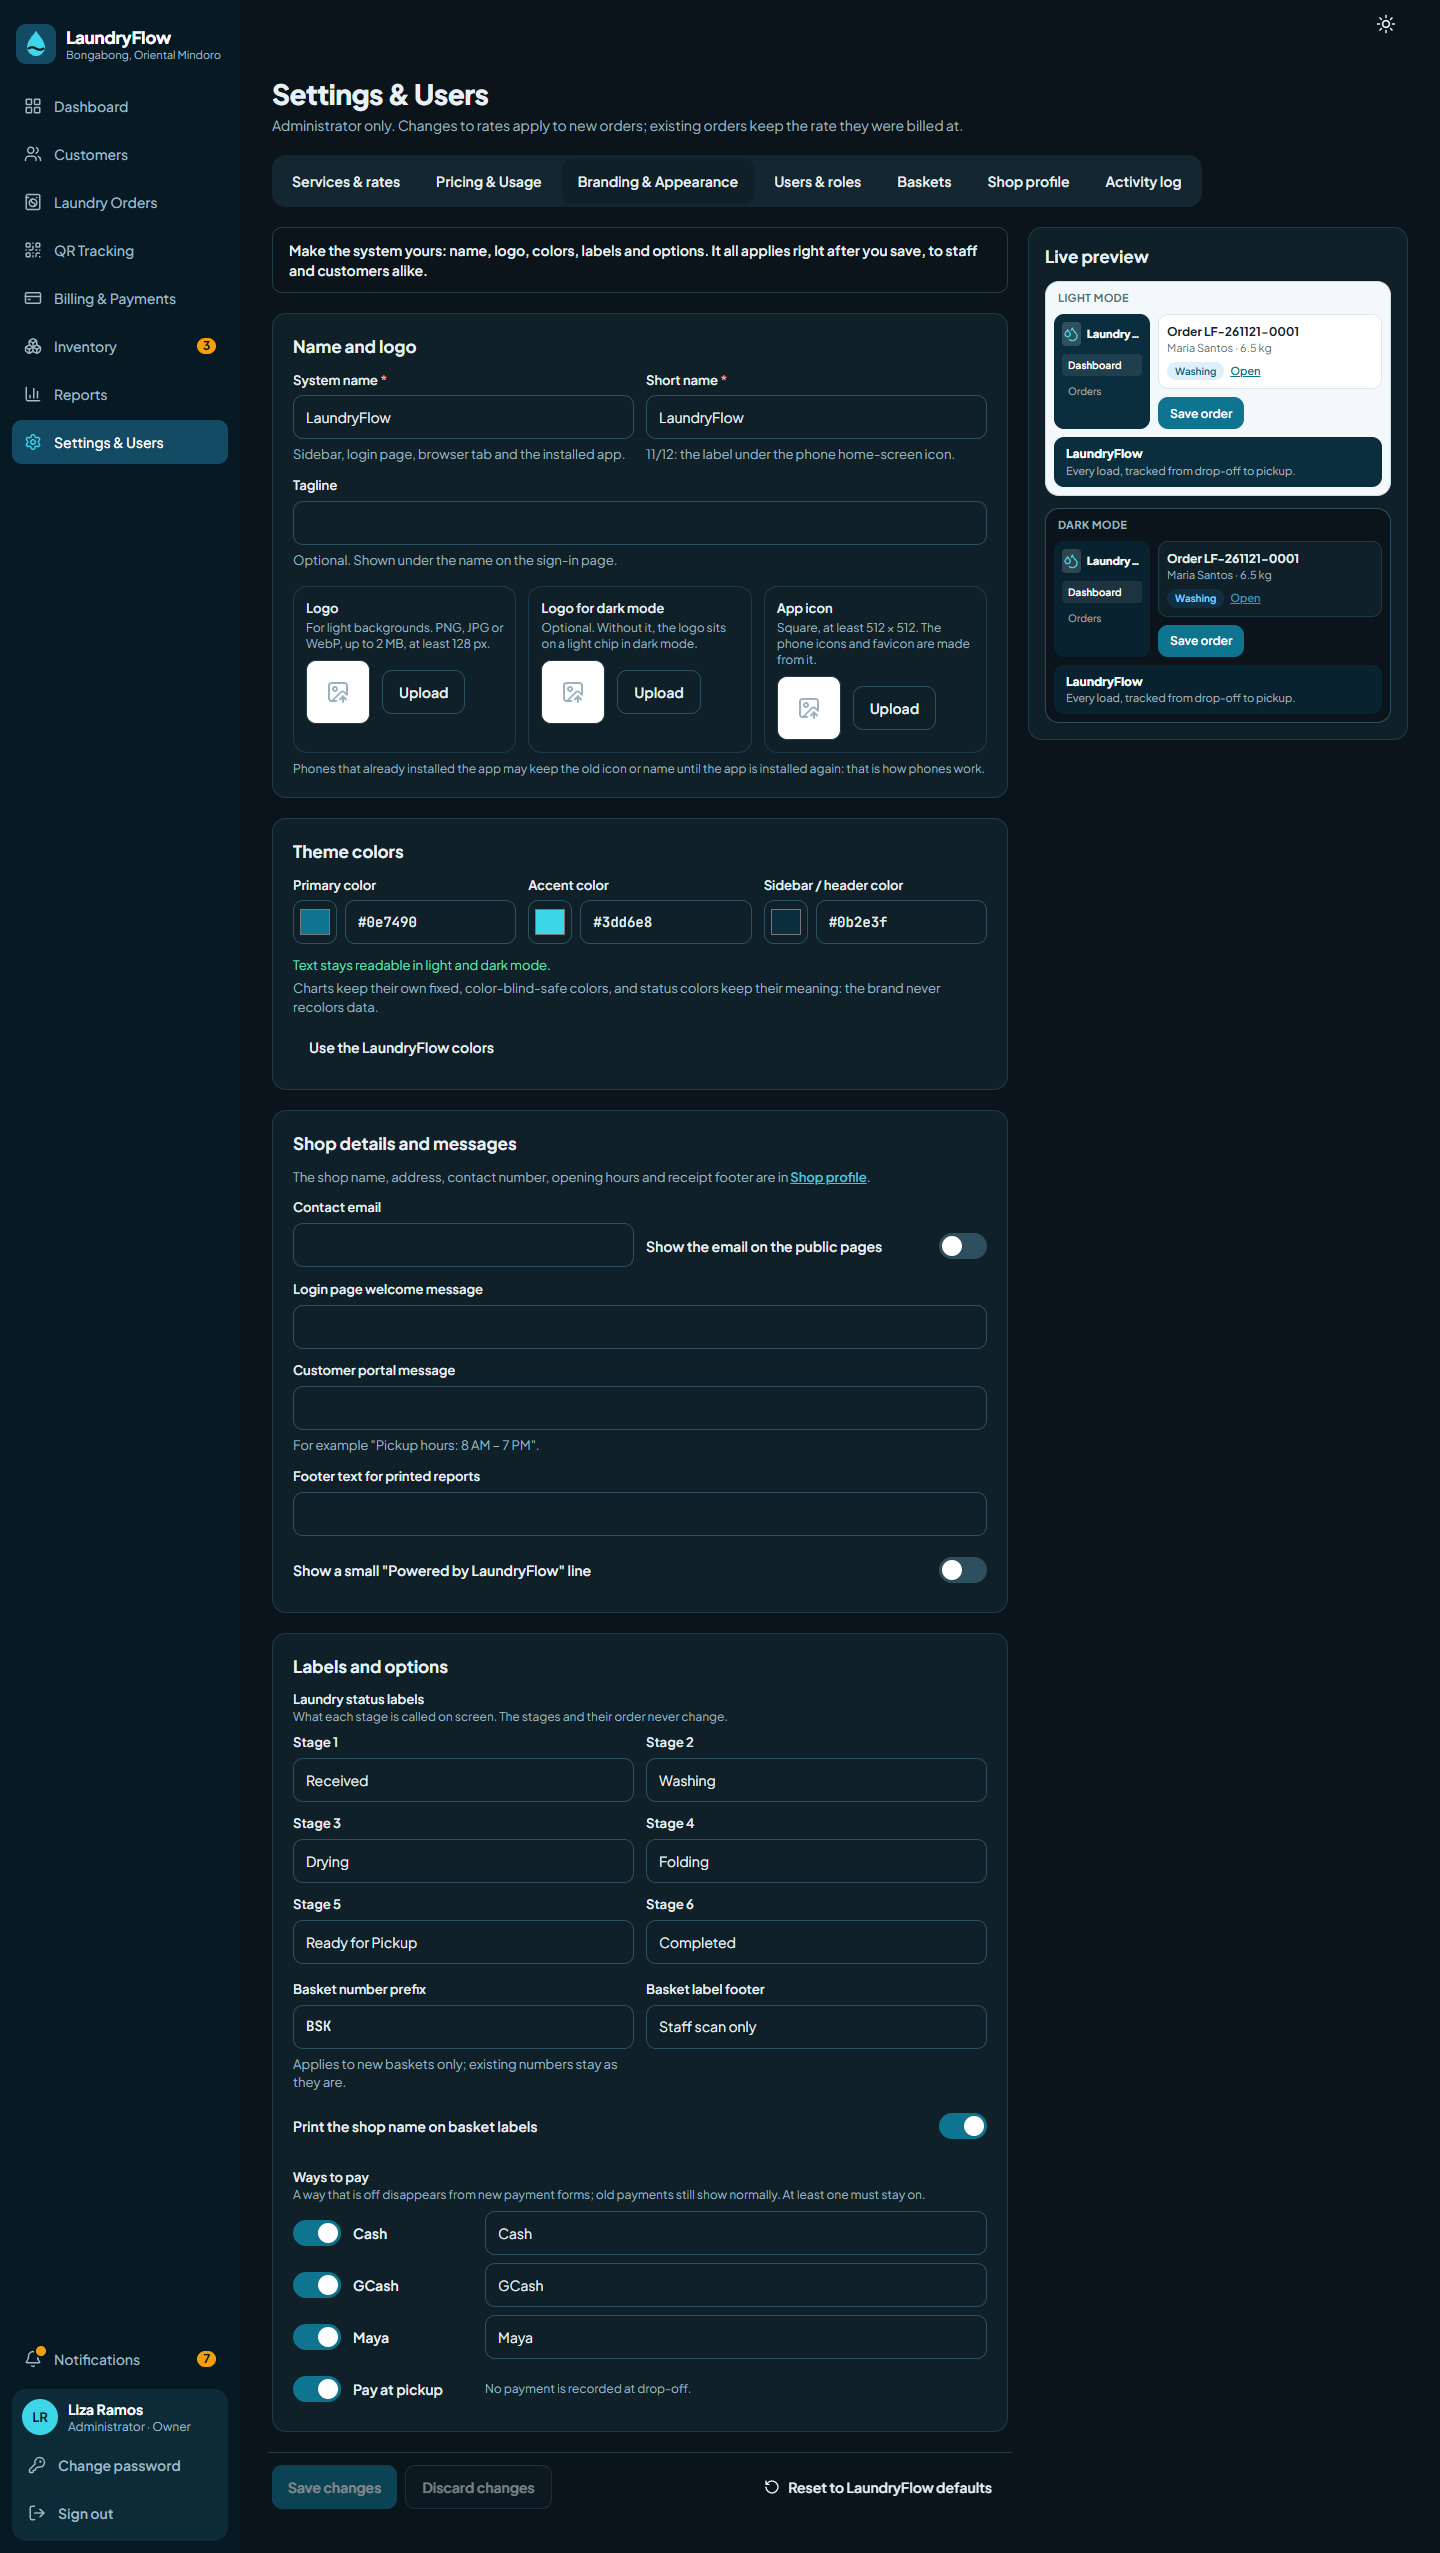 LaundryFlow
Bongabong, Oriental Mindoro
Dashboard
Customers
Laundry Orders
QR Tracking
Billing & Payments
Inventory 3
Reports
Settings & Users
Settings & Users
Administrator only. Changes to rates apply to new orders; existing orders keep the rate they were billed at.
Services & rates Pricing & Usage Branding & Appearance Users & roles Baskets Shop profile Activity log
Make the system yours: name, logo, colors, labels and options. It all applies right after you save, to staff
and customers alike.
Name and logo
System name * Short name *
LaundryFlow LaundryFlow
Sidebar, login page, browser tab and the installed app. 11/12: the label under the phone home-screen icon.
Tagline
Optional. Shown under the name on the sign-in page.
Logo
For light backgrounds. PNG, JPG or
WebP, up to 2 MB, at least 128 px.
Upload
Logo for dark mode
Optional. Without it, the logo sits
on a light chip in dark mode.
Upload
App icon
Square, at least 512 × 512. The
phone icons and favicon are made
from it.
Upload
Phones that already installed the app may keep the old icon or name until the app is installed again: that is how phones work.
Theme colors
Primary color Accent color Sidebar / header color
#0e7490 #3dd6e8 #0b2e3f
Text stays readable in light and dark mode.
Charts keep their own fixed, color-blind-safe colors, and status colors keep their meaning: the brand never
recolors data.
Use the LaundryFlow colors
Shop details and messages
The shop name, address, contact number, opening hours and receipt footer are in Shop profile.
Contact email
Show the email on the public pages
Login page welcome message
Customer portal message
For example "Pickup hours: 8 AM – 7 PM".
Footer text for printed reports
Show a small "Powered by LaundryFlow" line
Labels and options
Laundry status labels
What each stage is called on screen. The stages and their order never change.
Stage 1 Stage 2
Received Washing
Stage 3 Stage 4
Drying Folding
Stage 5 Stage 6
Ready for Pickup Completed
Basket number prefix Basket label footer
BSK Staff scan only
Applies to new baskets only; existing numbers stay as
they are.
Print the shop name on basket labels
Ways to pay
A way that is off disappears from new payment forms; old payments still show normally. At least one must stay on.
Cash Cash
GCash GCash
Maya Maya
Pay at pickup No payment is recorded at drop-off.
Save changes Discard changes Reset to LaundryFlow defaults
Live preview
LIGHT MODE
Laundry...
Dashboard
Orders
Order LF-261121-0001
Maria Santos · 6.5 kg
Washing Open
Save order
LaundryFlow
Every load, tracked from drop-off to pickup.
DARK MODE
Laundry...
Dashboard
Orders
Order LF-261121-0001
Maria Santos · 6.5 kg
Washing Open
Save order
LaundryFlow
Every load, tracked from drop-off to pickup.
Notifications 7
LR
Liza Ramos
Administrator · Owner
Change password
Sign out